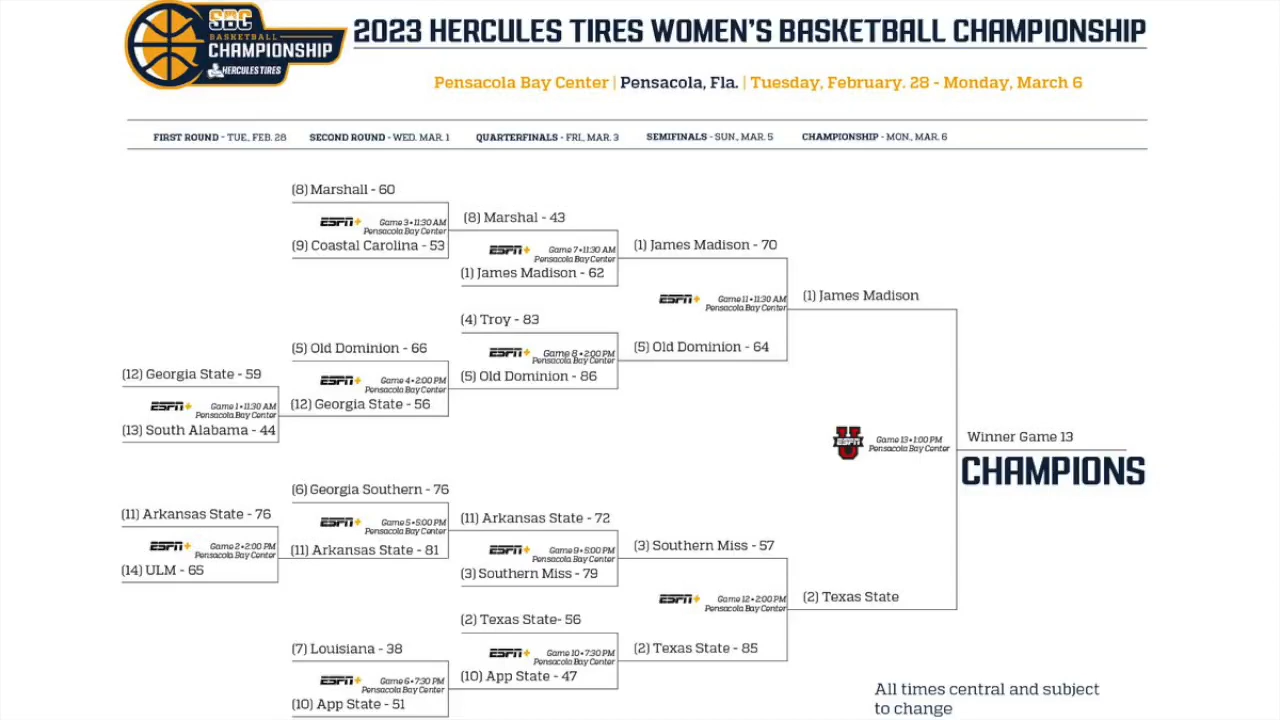 SBC
BASKETBALL
CHAMPIONSHIP
HERCULES TIRES
2023 HERCULES TIRES WOMEN'S BASKETBALL CHAMPIONSHIP
Pensacola Bay Center | Pensacola, Fla. | Tuesday, February. 28 - Monday, March 6
FIRST ROUND - TUE, FEB. 28 SECOND ROUND - WED. MAR. 1 QUARTERFINALS - FRI., MAR. 3 SEMIFINALS - SUN., MAR. 5 CHAMPIONSHIP - MON., MAR. 6
(12) Georgia State - 59
ESPN+ Game 1 • 11:30 AM
Pensacola Bay Center
(13) South Alabama - 44
(11) Arkansas State - 76
ESPN+ Game 2 • 2:00 PM
Pensacola Bay Center
(14) ULM - 65
(8) Marshall - 60
ESPN+ Game 3 • 11:30 AM
Pensacola Bay Center
(9) Coastal Carolina - 53
(5) Old Dominion - 66
ESPN+ Game 4 • 2:00 PM
Pensacola Bay Center
(12) Georgia State - 56
(6) Georgia Southern - 76
ESPN+ Game 5 • 5:00 PM
Pensacola Bay Center
(11) Arkansas State - 81
(7) Louisiana - 38
ESPN+ Game 6 • 7:30 PM
Pensacola Bay Center
(10) App State - 51
(8) Marshal - 43
ESPN+ Game 7 • 11:30 AM
Pensacola Bay Center
(1) James Madison - 62
(4) Troy - 83
ESPN+ Game 8 • 2:00 PM
Pensacola Bay Center
(5) Old Dominion - 86
(11) Arkansas State - 72
ESPN+ Game 9 • 5:00 PM
Pensacola Bay Center
(3) Southern Miss - 79
(2) Texas State- 56
ESPN+ Game 10 • 7:30 PM
Pensacola Bay Center
(10) App State - 47
(1) James Madison - 70
ESPN+ Game 11 • 11:30 AM
Pensacola Bay Center
(5) Old Dominion - 64
(3) Southern Miss - 57
ESPN+ Game 12 • 2:00 PM
Pensacola Bay Center
(2) Texas State - 85
(1) James Madison
ESPN U Game 13 • 1:00 PM
Pensacola Bay Center
(2) Texas State
Winner Game 13
CHAMPIONS
All times central and subject
to change